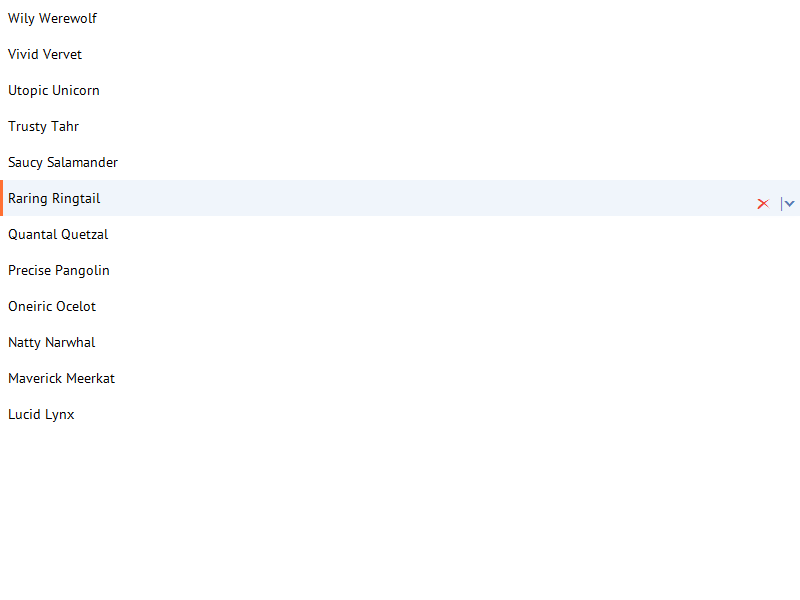 Wily Werewolf
Vivid Vervet
Utopic Unicorn
Trusty Tahr
Saucy Salamander
Raring Ringtail
Quantal Quetzal
Precise Pangolin
Oneiric Ocelot
Natty Narwhal
Maverick Meerkat
Lucid Lynx